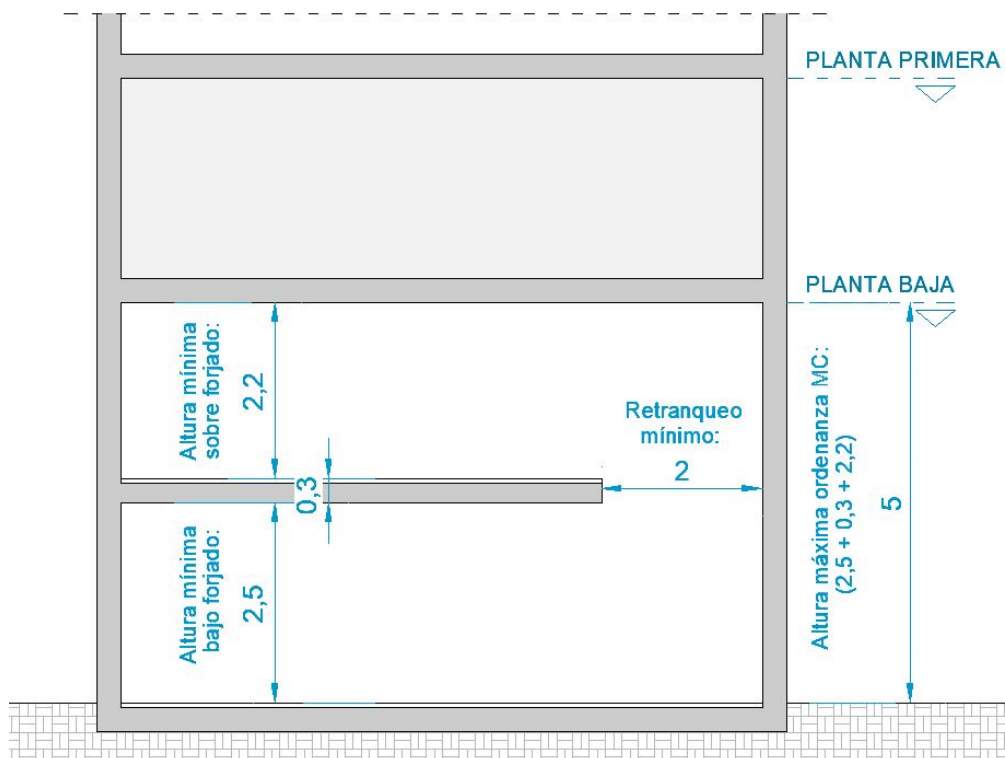 PLANTA PRIMERA
PLANTA BAJA
Altura mínima
sobre forjado:
2,2
Retranqueo
mínimo:
2
0,3
Altura mínima
bajo forjado:
2,5
Altura máxima ordenanza MC:
(2,5 + 0,3 + 2,2)
5